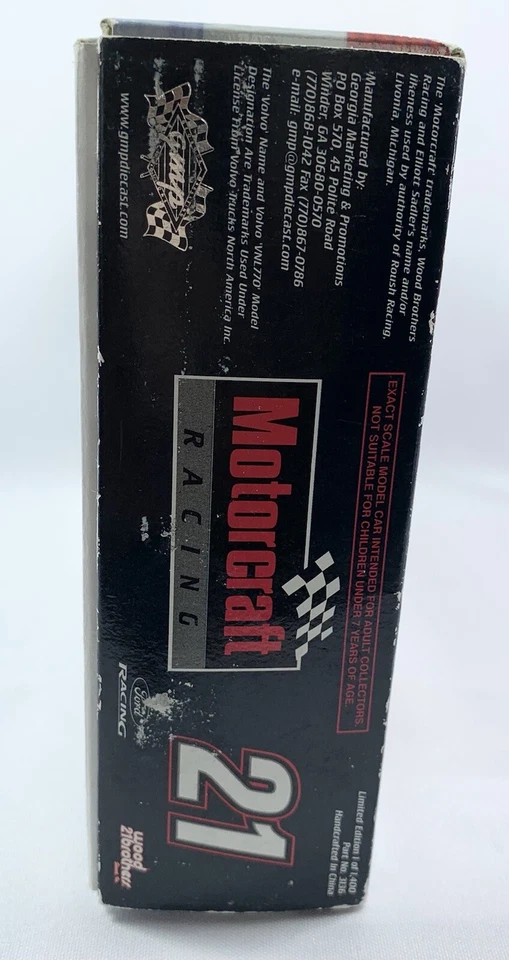 The 'Motorcraft' trademarks, Wood Brothers
Racing and Elliott Sadler's name and/or
likeness used by authority of Roush Racing,
Livonia, Michigan.
Manufactured by:
Georgia Marketing & Promotions
PO Box 570 45 Polite Road
Winder, GA 30680-0570
(770)868-1042 Fax (770)867-0786
e-mail: gmp@gmpdiecast.com
The 'Volvo' Name and Volvo 'VNL770' Model
Designation Are Trademarks Used Under
License From Volvo Trucks North America Inc.
gmp
www.gmpdiecast.com
EXACT SCALE MODEL CAR INTENDED FOR ADULT COLLECTORS.
NOT SUITABLE FOR CHILDREN UNDER 7 YEARS OF AGE.
Motorcraft
RACING
Limited Edition 1 of 1,400
Part No. 3136
Handcrafted in China
21
Ford
RACING
wood
21brothers